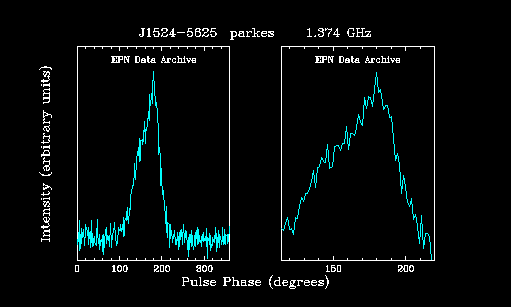 J1524-5625 parkes 1.374 GHz
EPN Data Archive EPN Data Archive
Intensity (arbitrary units)
0 100 200 300 150 200
Pulse Phase (degrees)